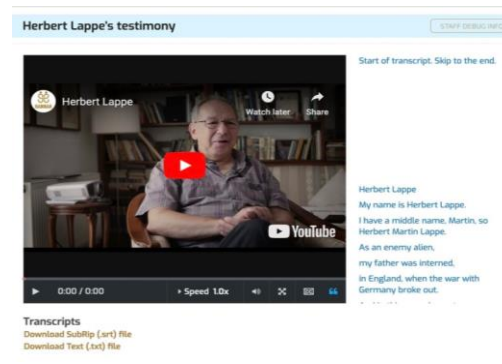 Herbert Lappe's testimony
STAFF DEBUG INFO
Herbert Lappe
Watch later
Share
YouTube
0:00 / 0:00
Speed 1.0x
Start of transcript. Skip to the end.
Herbert Lappe
My name is Herbert Lappe.
I have a middle name, Martin, so
Herbert Martin Lappe.
As an enemy alien,
my father was interned,
in England, when the war with
Germany broke out.
Transcripts
Download SubRip (.srt) file
Download Text (.txt) file